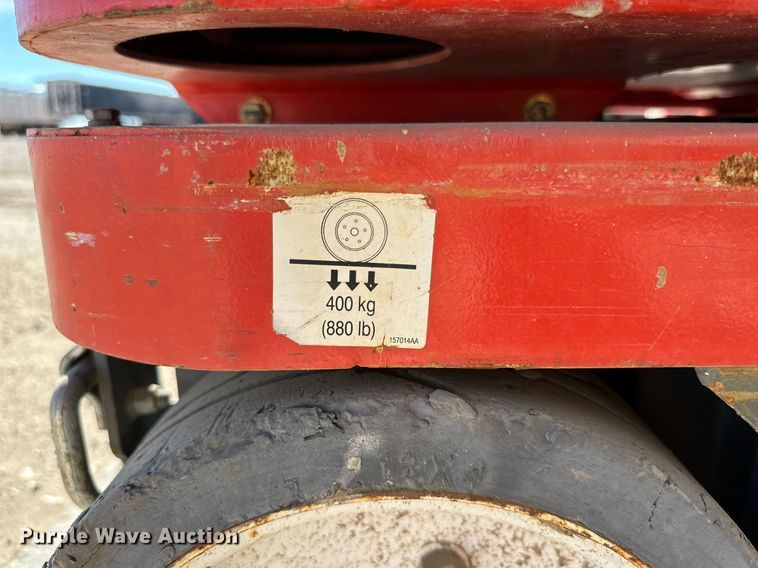 400 kg
(880 lb)
157014AA
Purple Wave Auction